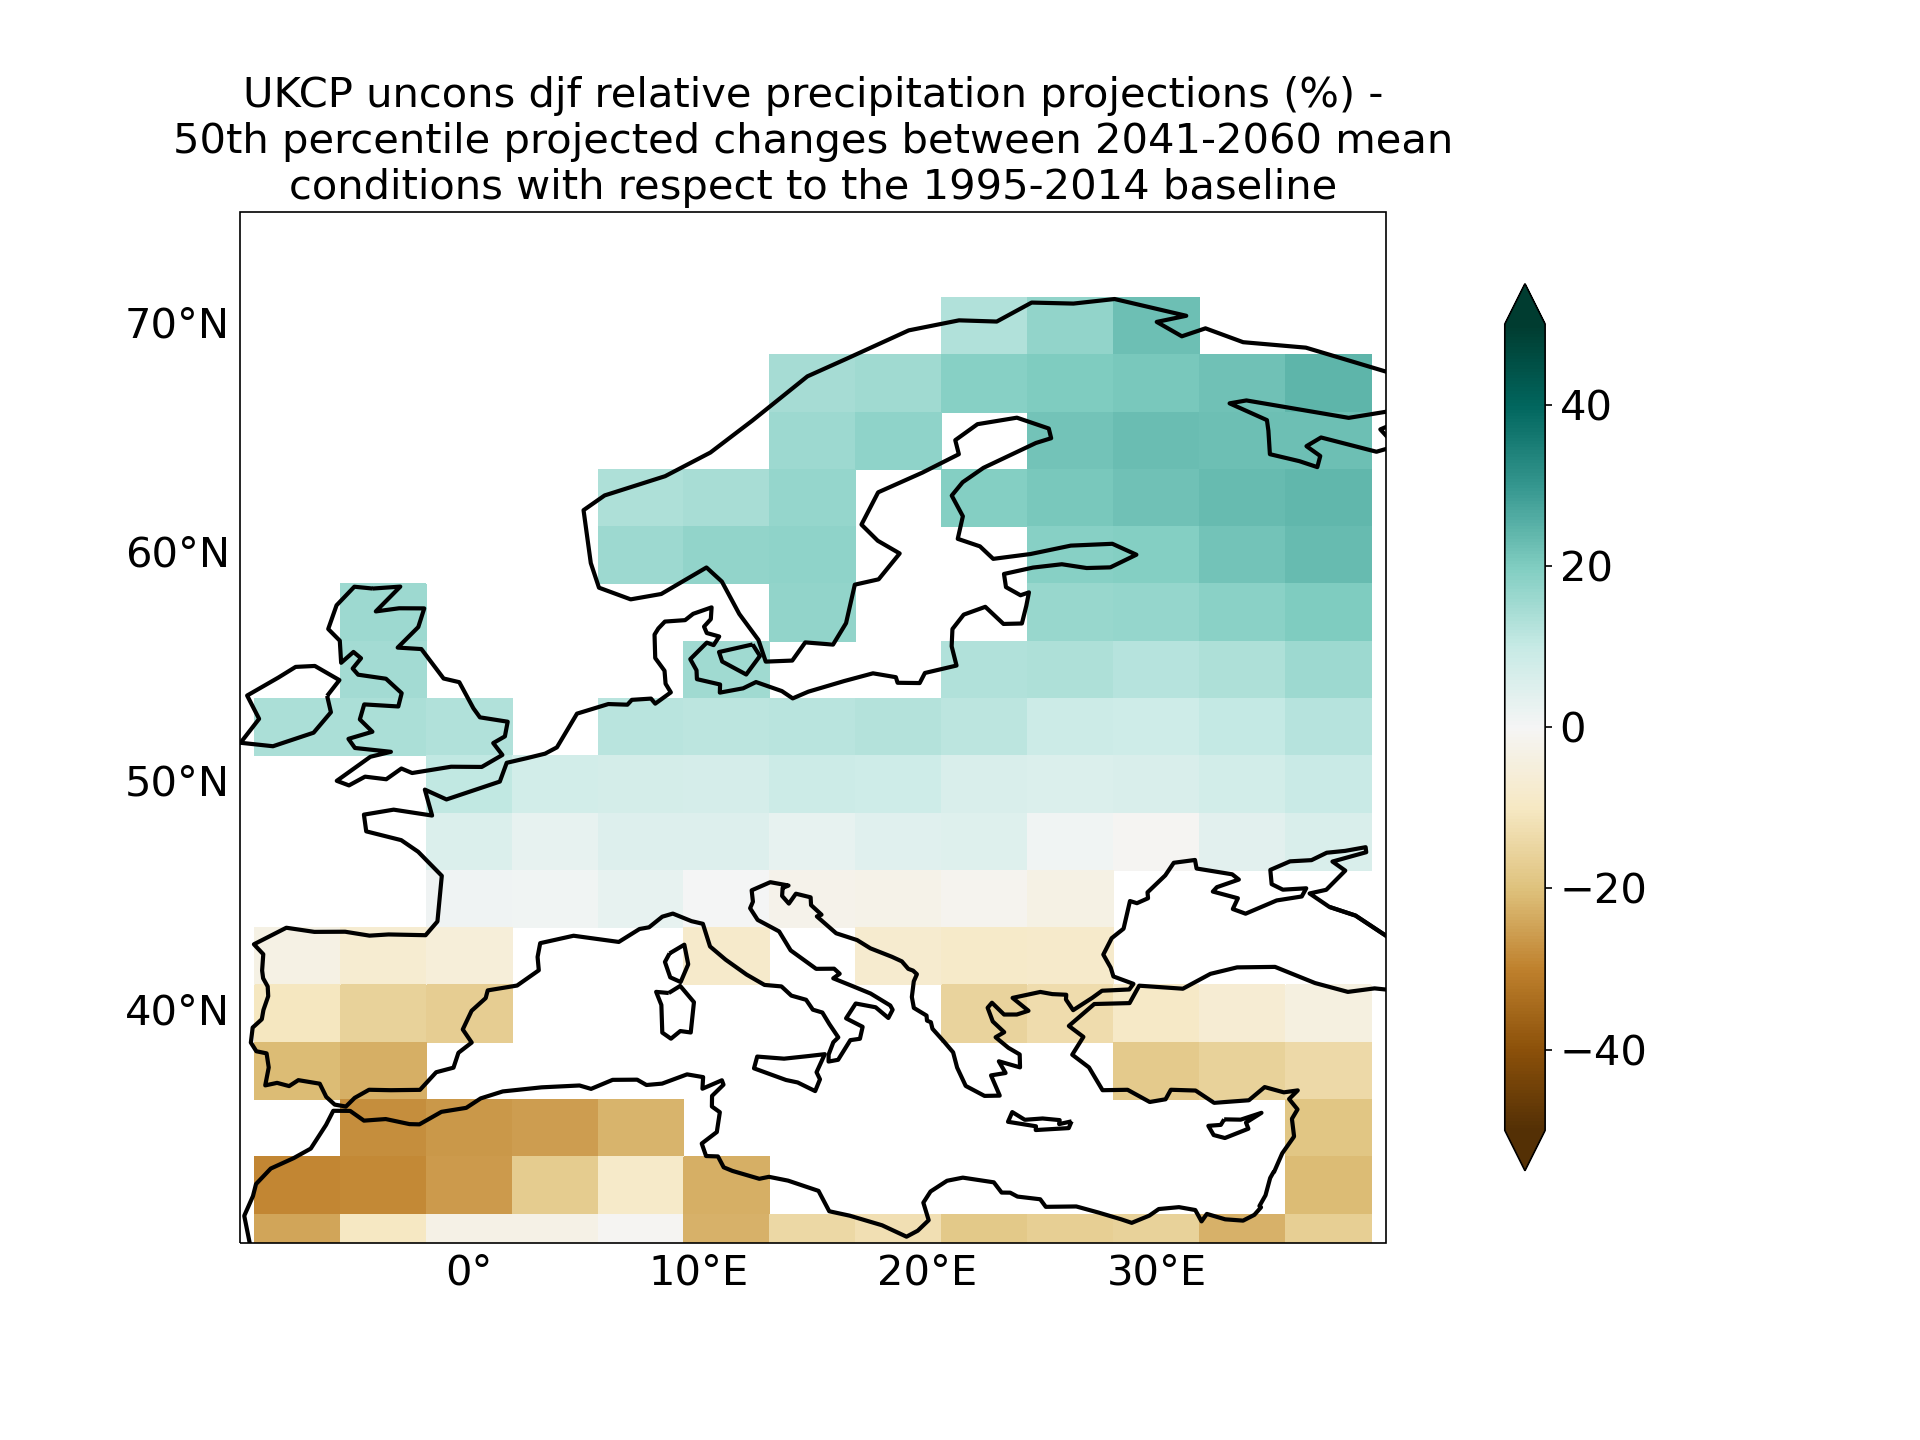 UKCP uncons djf relative precipitation projections (%) -
50th percentile projected changes between 2041-2060 mean
conditions with respect to the 1995-2014 baseline
70°N
60°N
50°N
40°N
0°
10°E
20°E
30°E
40
20
0
−20
−40